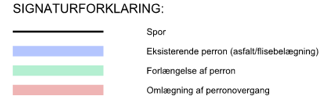 SIGNATURFORKLARING:
Spor
Eksisterende perron (asfalt/flisebelægning)
Forlængelse af perron
Omlægning af perronovergang